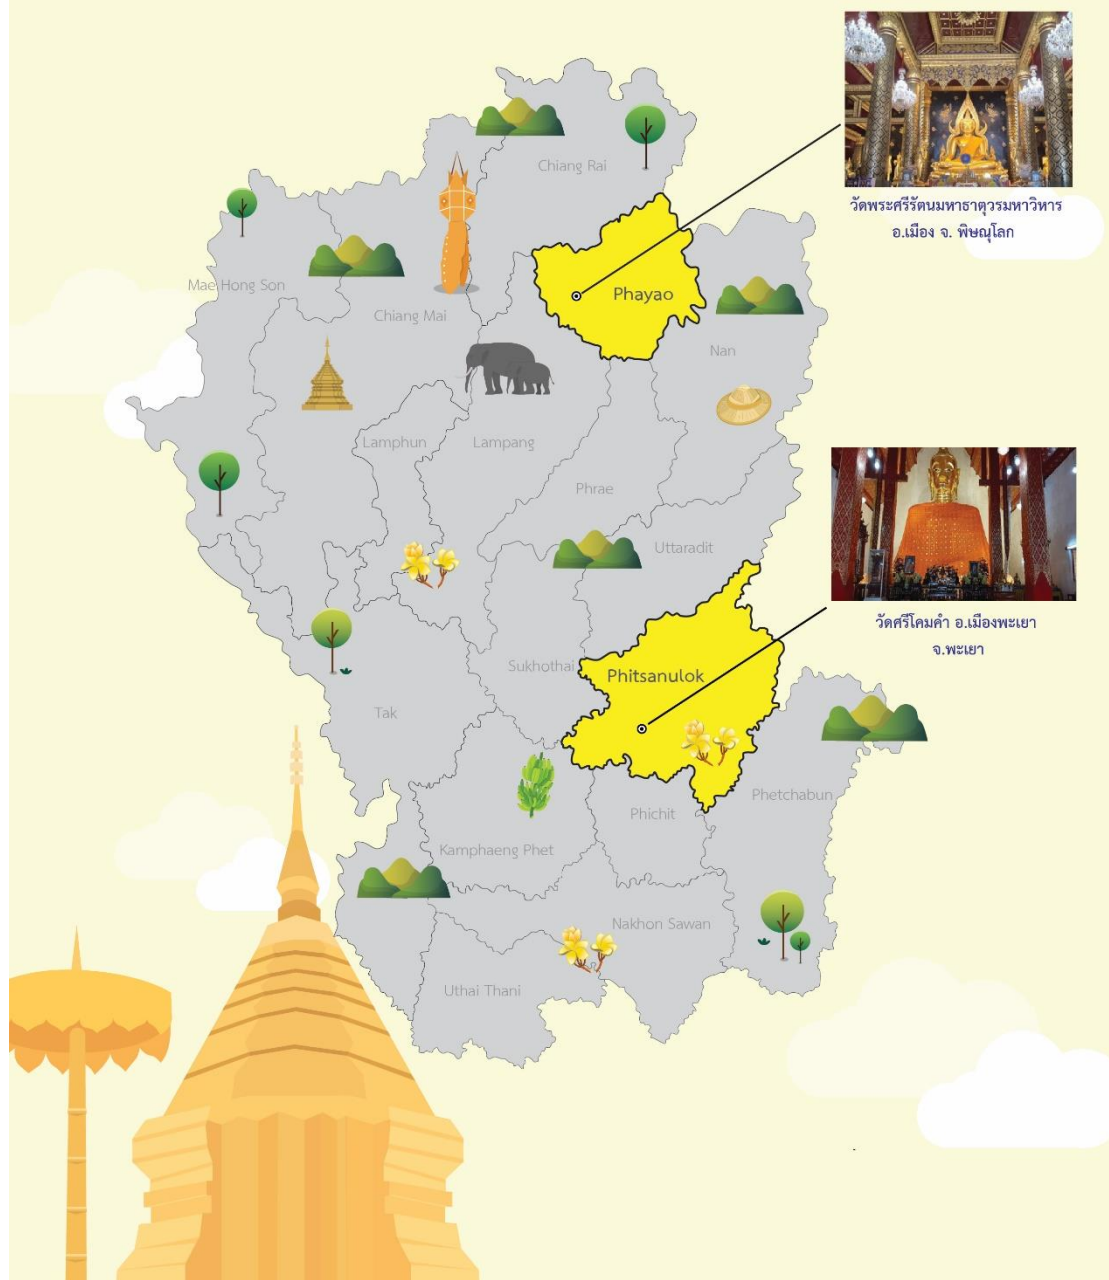 Chiang Rai
วัดพระศรีรัตนมหาธาตุวรมหาวิหาร
อ.เมือง จ. พิษณุโลก
Mae Hong Son
Phayao
Chiang Mai
Nan
Lamphun
Lampang
Phrae
Uttaradit
วัดศรีโคมคำ อ.เมืองพะเยา
จ.พะเยา
Sukhothai
Phitsanulok
Tak
Phetchabun
Phichit
Kamphaeng Phet
Nakhon Sawan
Uthai Thani